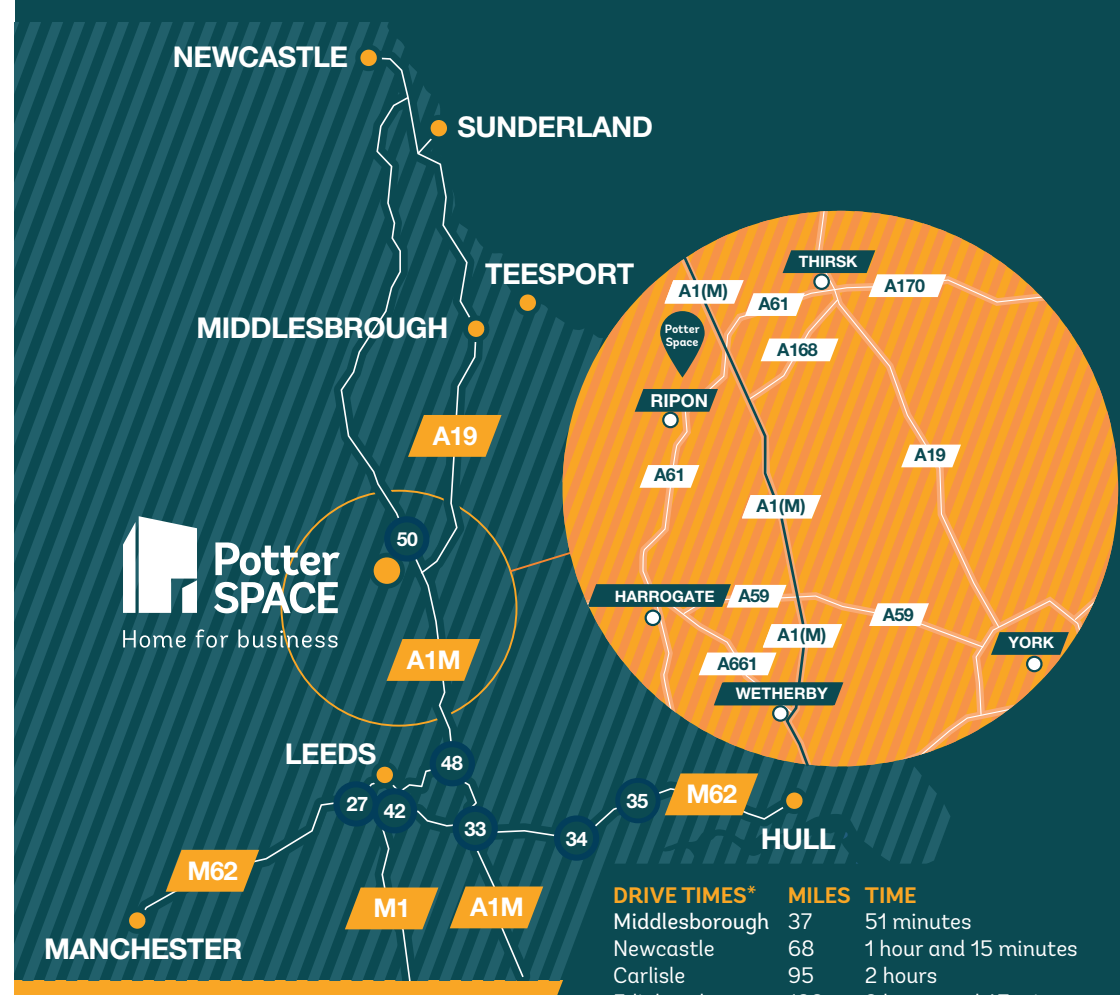 NEWCASTLE
SUNDERLAND
TEESPORT
MIDDLESBROUGH
A19
50
Potter
SPACE
Home for business
A1M
LEEDS
48
27
42
33
34
35
M62
HULL
M62
M1
A1M
MANCHESTER
THIRSK
A1(M)
A61
A170
Potter
Space
A168
RIPON
A61
A19
A1(M)
HARROGATE
A59
A59
A1(M)
YORK
A661
WETHERBY
DRIVE TIMES* MILES TIME
Middlesborough 37 51 minutes
Newcastle 68 1 hour and 15 minutes
Carlisle 95 2 hours